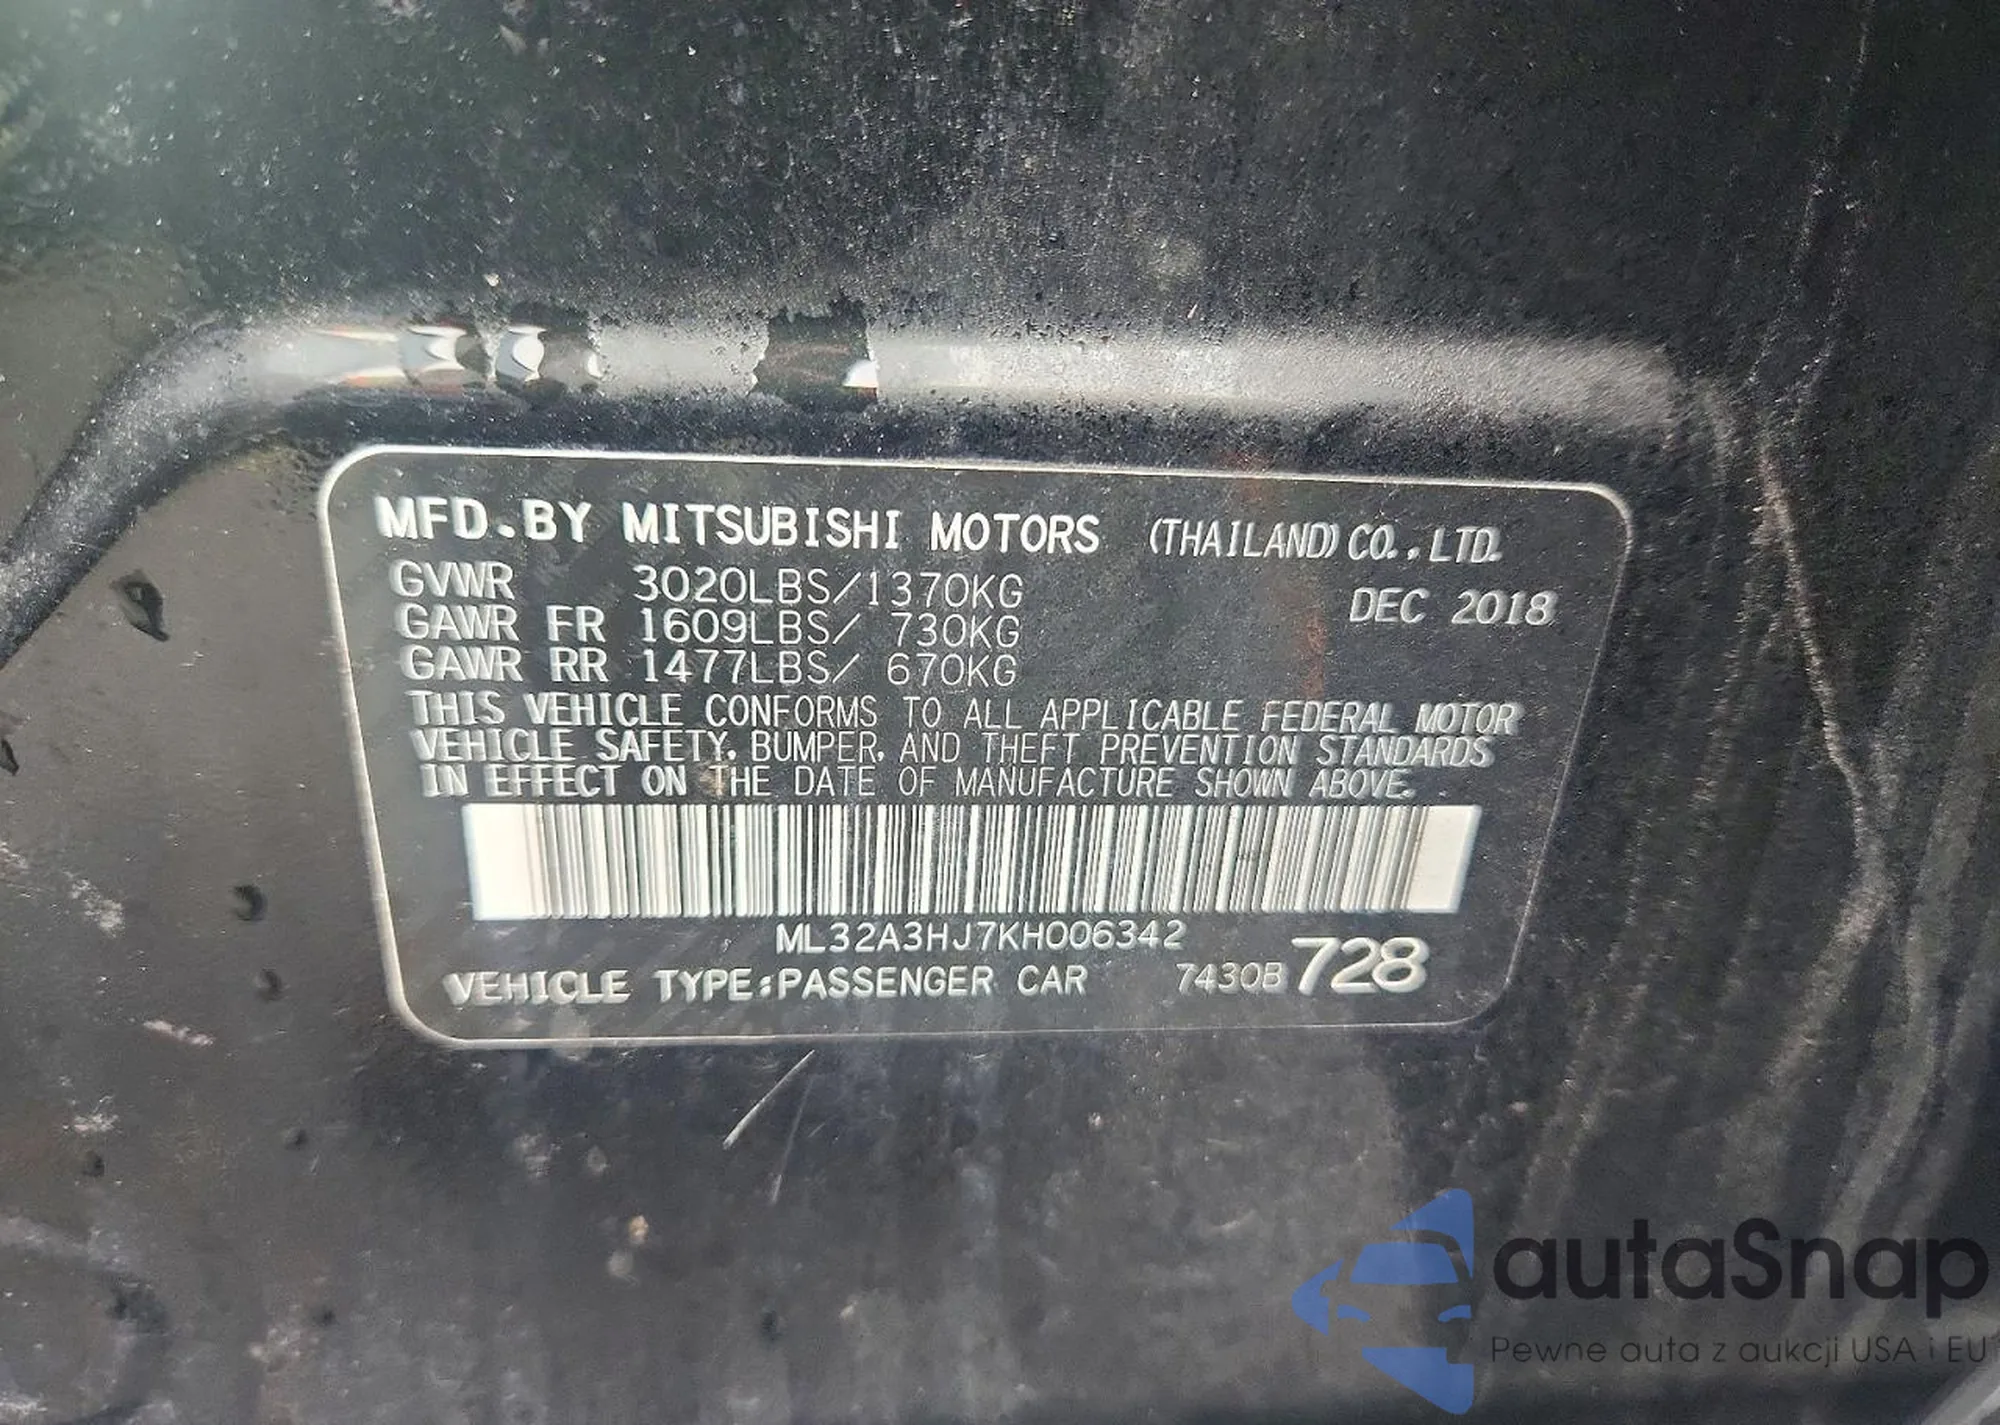 MFD.BY MITSUBISHI MOTORS (THAILAND) CO.,LTD.
GVWR 3020LBS/1370KG DEC 2018
GAWR FR 1609LBS/ 730KG
GAWR RR 1477LBS/ 670KG
THIS VEHICLE CONFORMS TO ALL APPLICABLE FEDERAL MOTOR
VEHICLE SAFETY, BUMPER, AND THEFT PREVENTION STANDARDS
IN EFFECT ON THE DATE OF MANUFACTURE SHOWN ABOVE.
ML32A3HJ7KH006342
VEHICLE TYPE:PASSENGER CAR 7430B728
autaSnap
Pewne auta z aukcji USA i EU